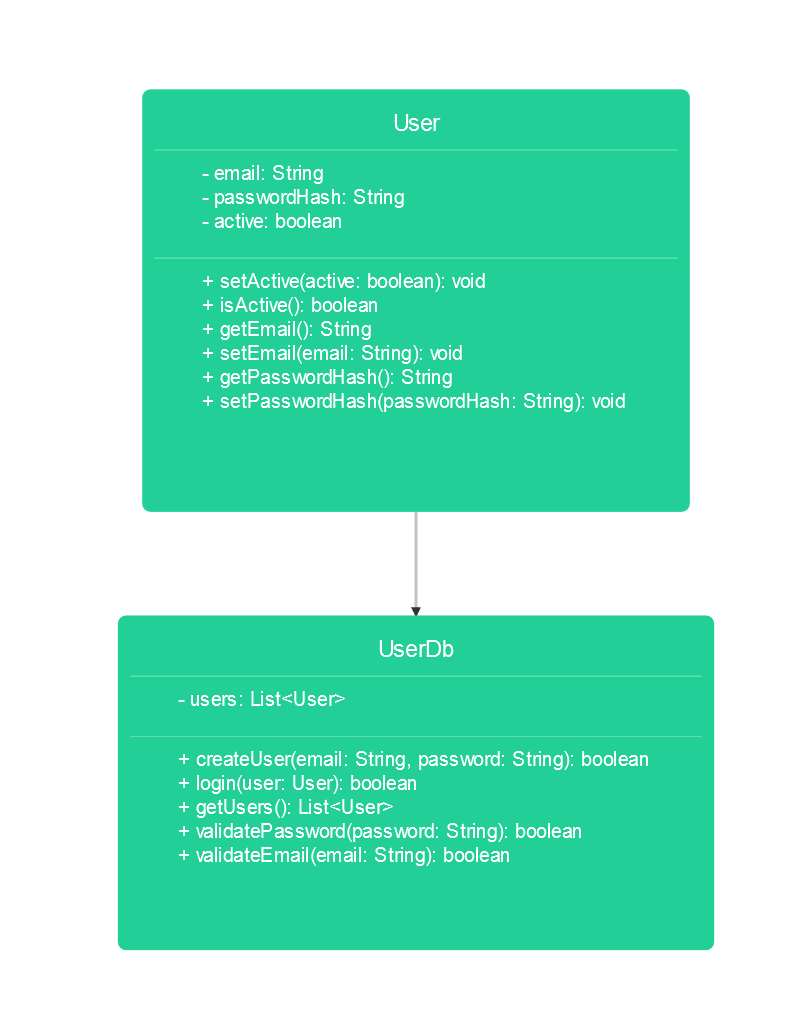 User
- email: String
- passwordHash: String
- active: boolean
+ setActive(active: boolean): void
+ isActive(): boolean
+ getEmail(): String
+ setEmail(email: String): void
+ getPasswordHash(): String
+ setPasswordHash(passwordHash: String): void
UserDb
- users: List<User>
+ createUser(email: String, password: String): boolean
+ login(user: User): boolean
+ getUsers(): List<User>
+ validatePassword(password: String): boolean
+ validateEmail(email: String): boolean